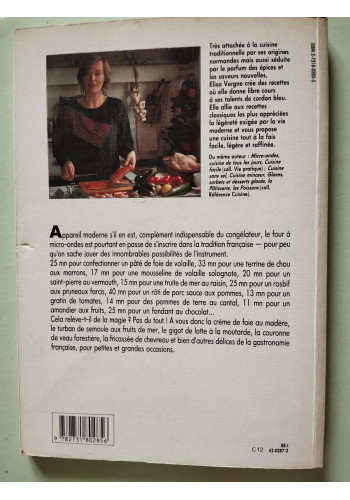 Très attachée à la cuisine
traditionnelle par ses origines
normandes mais aussi séduite
par le parfum des épices et
les saveurs nouvelles,
Elisa Vergne crée des recettes
où elle donne libre cours
à ses talents de cordon bleu.
Elle allie aux recettes
classiques les plus appréciées
la légèreté exigée par la vie
moderne et vous propose
une cuisine tout à la fois
facile, légère et raffinée.
Du même auteur : Micro-ondes,
cuisine de tous les jours, Cuisine
facile (coll. Vie pratique) ; Cuisine
sans sel, Cuisine minceur, Glaces,
sorbets et desserts glacés, la
Pâtisserie, les Poissons (coll.
Référence Cuisine).
Appareil moderne s'il en est, complément indispensable du congélateur, le four à
micro-ondes est pourtant en passe de s'inscrire dans la tradition française — pour peu
qu'on sache jouer des innombrables possibilités de l'instrument.
25 mn pour confectionner un pâté de foie de volaille, 33 mn pour une terrine de chou
aux marrons, 17 mn pour une mousseline de volaille solognote, 20 mn pour un
saint-pierre au vermouth, 15 mn pour une truite de mer au raisin, 25 mn pour un rosbif
aux pruneaux farcis, 40 mn pour un rôti de porc sauce aux pommes, 13 mn pour un
gratin de tomates, 14 mn pour des pommes de terre au cantal, 11 mn pour un
amandier aux fruits, 25 mn pour un fondant au chocolat...
Cela relève-t-il de la magie ? Pas du tout ! A vous donc la crème de foie au madère,
le turban de semoule aux fruits de mer, le gigot de lotte à la moutarde, la couronne
de veau forestière, la fricassée de chevreau et bien d'autres délices de la gastronomie
française, pour petites et grandes occasions.
9 782731 802856
C 12
88-I
42-0287-3